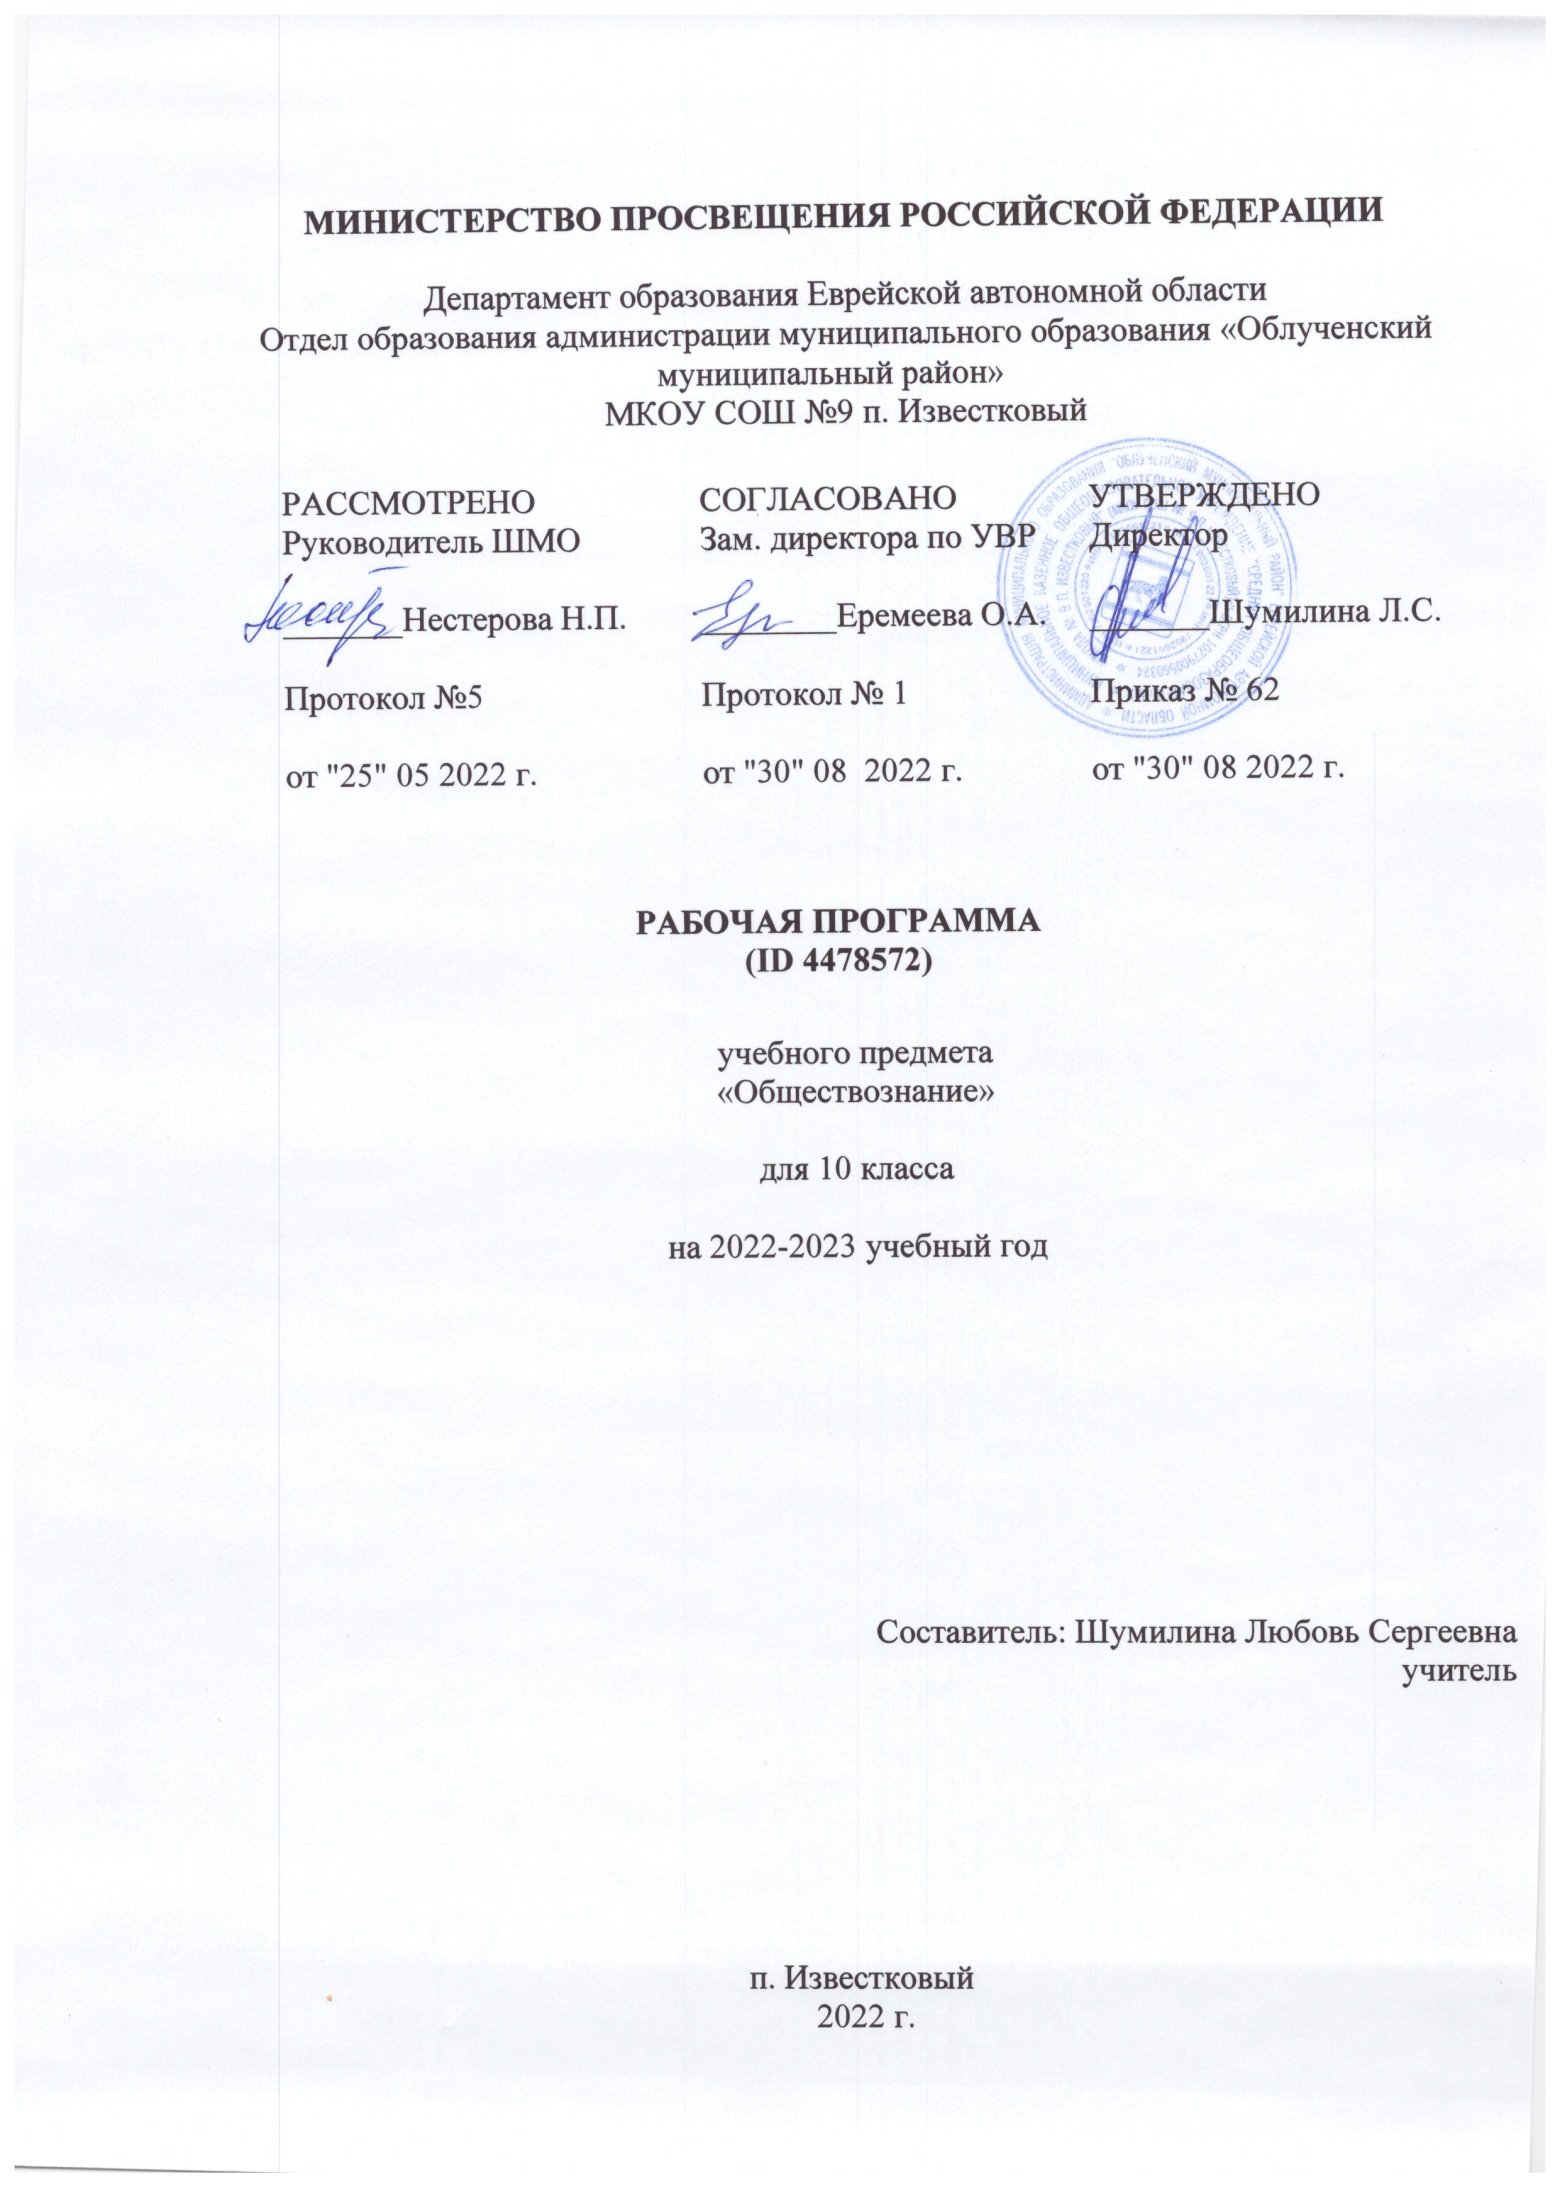 МИНИСТЕРСТВО ПРОСВЕЩЕНИЯ РОССИЙСКОЙ ФЕДЕРАЦИИ
Департамент образования Еврейской автономной области
Отдел образования администрации муниципального образования «Облученский
муниципальный район»
МКОУ СОШ №9 п. Известковый
РАССМОТРЕНО
Руководитель ШМО
Нестерова Н.П.
Протокол №5
от "25" 05 2022 г.
СОГЛАСОВАНО
Зам. директора по УВР
Еремеева О.А.
Протокол № 1
от "30" 08 2022 г.
УТВЕРЖДЕНО
Директор
Шумилина Л.С.
Приказ № 62
от "30" 08 2022 г.
РАБОЧАЯ ПРОГРАММА
(ID 4478572)
учебного предмета
«Обществознание»
для 10 класса
на 2022-2023 учебный год
Составитель: Шумилина Любовь Сергеевна
учитель
п. Известковый
2022 г.